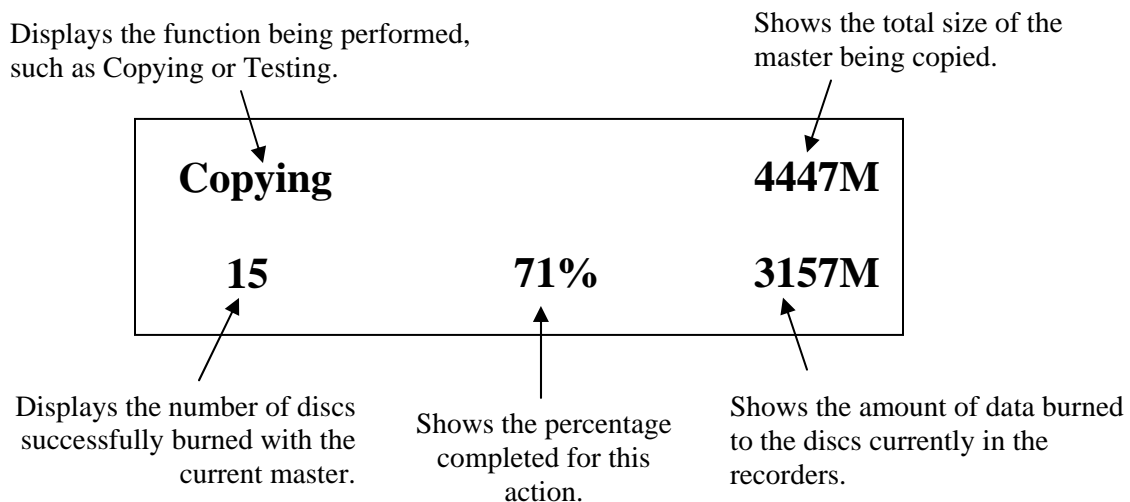 Displays the function being performed,
such as Copying or Testing.
Shows the total size of the
master being copied.
Copying
4447M
15
71%
3157M
Displays the number of discs
successfully burned with the
current master.
Shows the percentage
completed for this
action.
Shows the amount of data burned
to the discs currently in the
recorders.